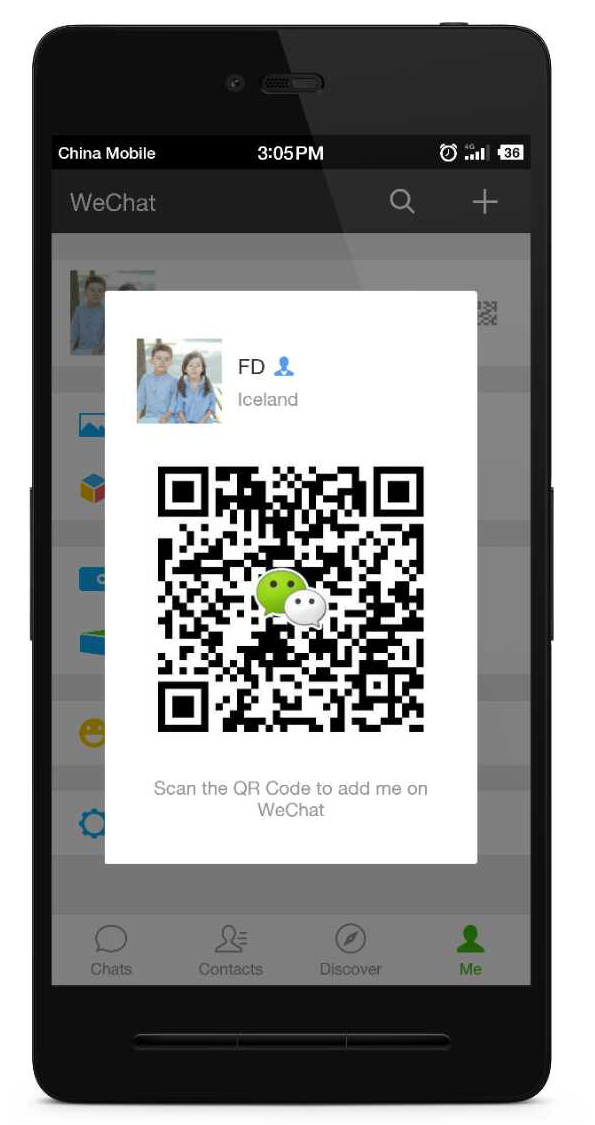 China Mobile 3:05PM 4G 36
WeChat
FD
Iceland
Scan the QR Code to add me on
WeChat
Chats Contacts Discover Me